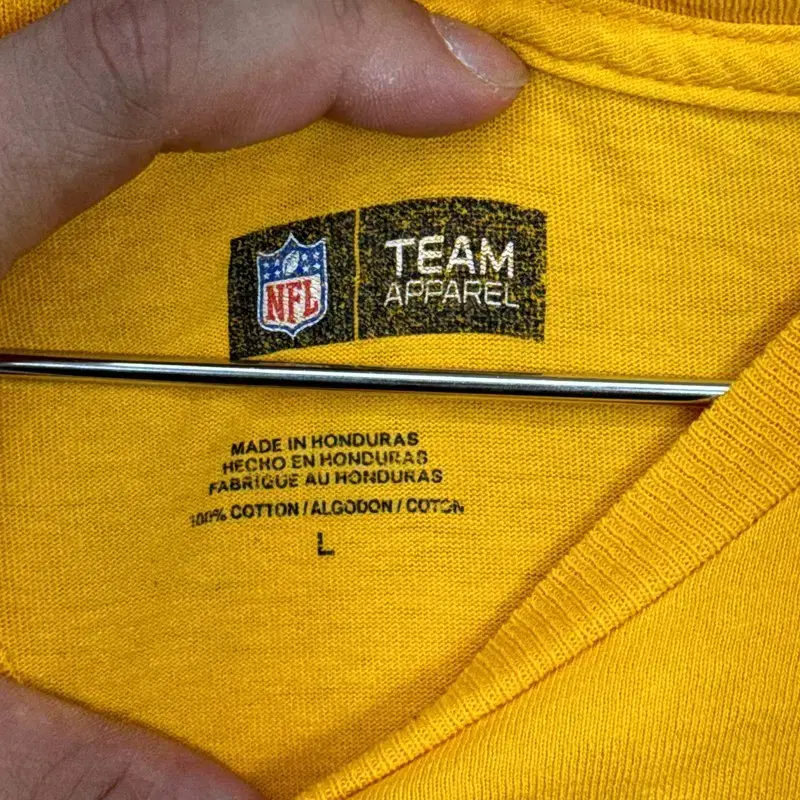 NFL
TEAM
APPAREL
MADE IN HONDURAS
HECHO EN HONDURAS
FABRIQUE AU HONDURAS
100% COTTON / ALGODON / COTON
L